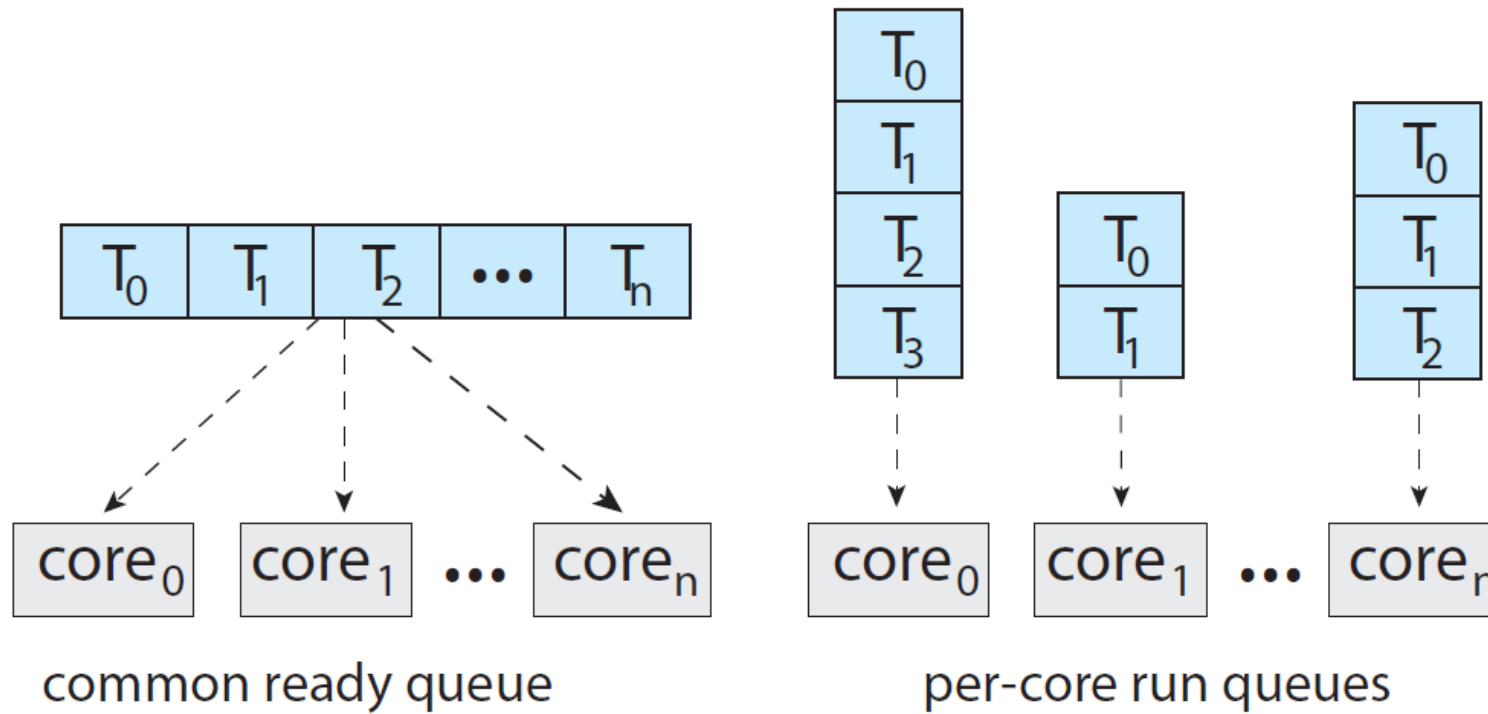 T0 T1 T2 ... Tn
core0 core1 ... coren
common ready queue
T0
T1
T2
T3
T0
T1
T0
T1
T2
core0 core1 ... coren
per-core run queues